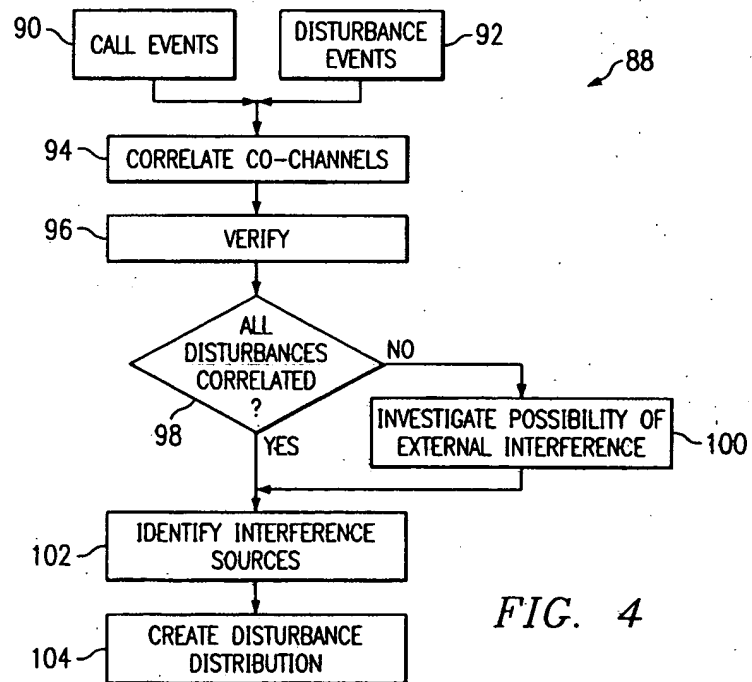 90
CALL EVENTS
DISTURBANCE
EVENTS
92
88
94
CORRELATE CO-CHANNELS
96
VERIFY
ALL
DISTURBANCES
CORRELATED
?
NO
98
YES
INVESTIGATE POSSIBILITY OF
EXTERNAL INTERFERENCE
100
102
IDENTIFY INTERFERENCE
SOURCES
104
CREATE DISTURBANCE
DISTRIBUTION
FIG. 4